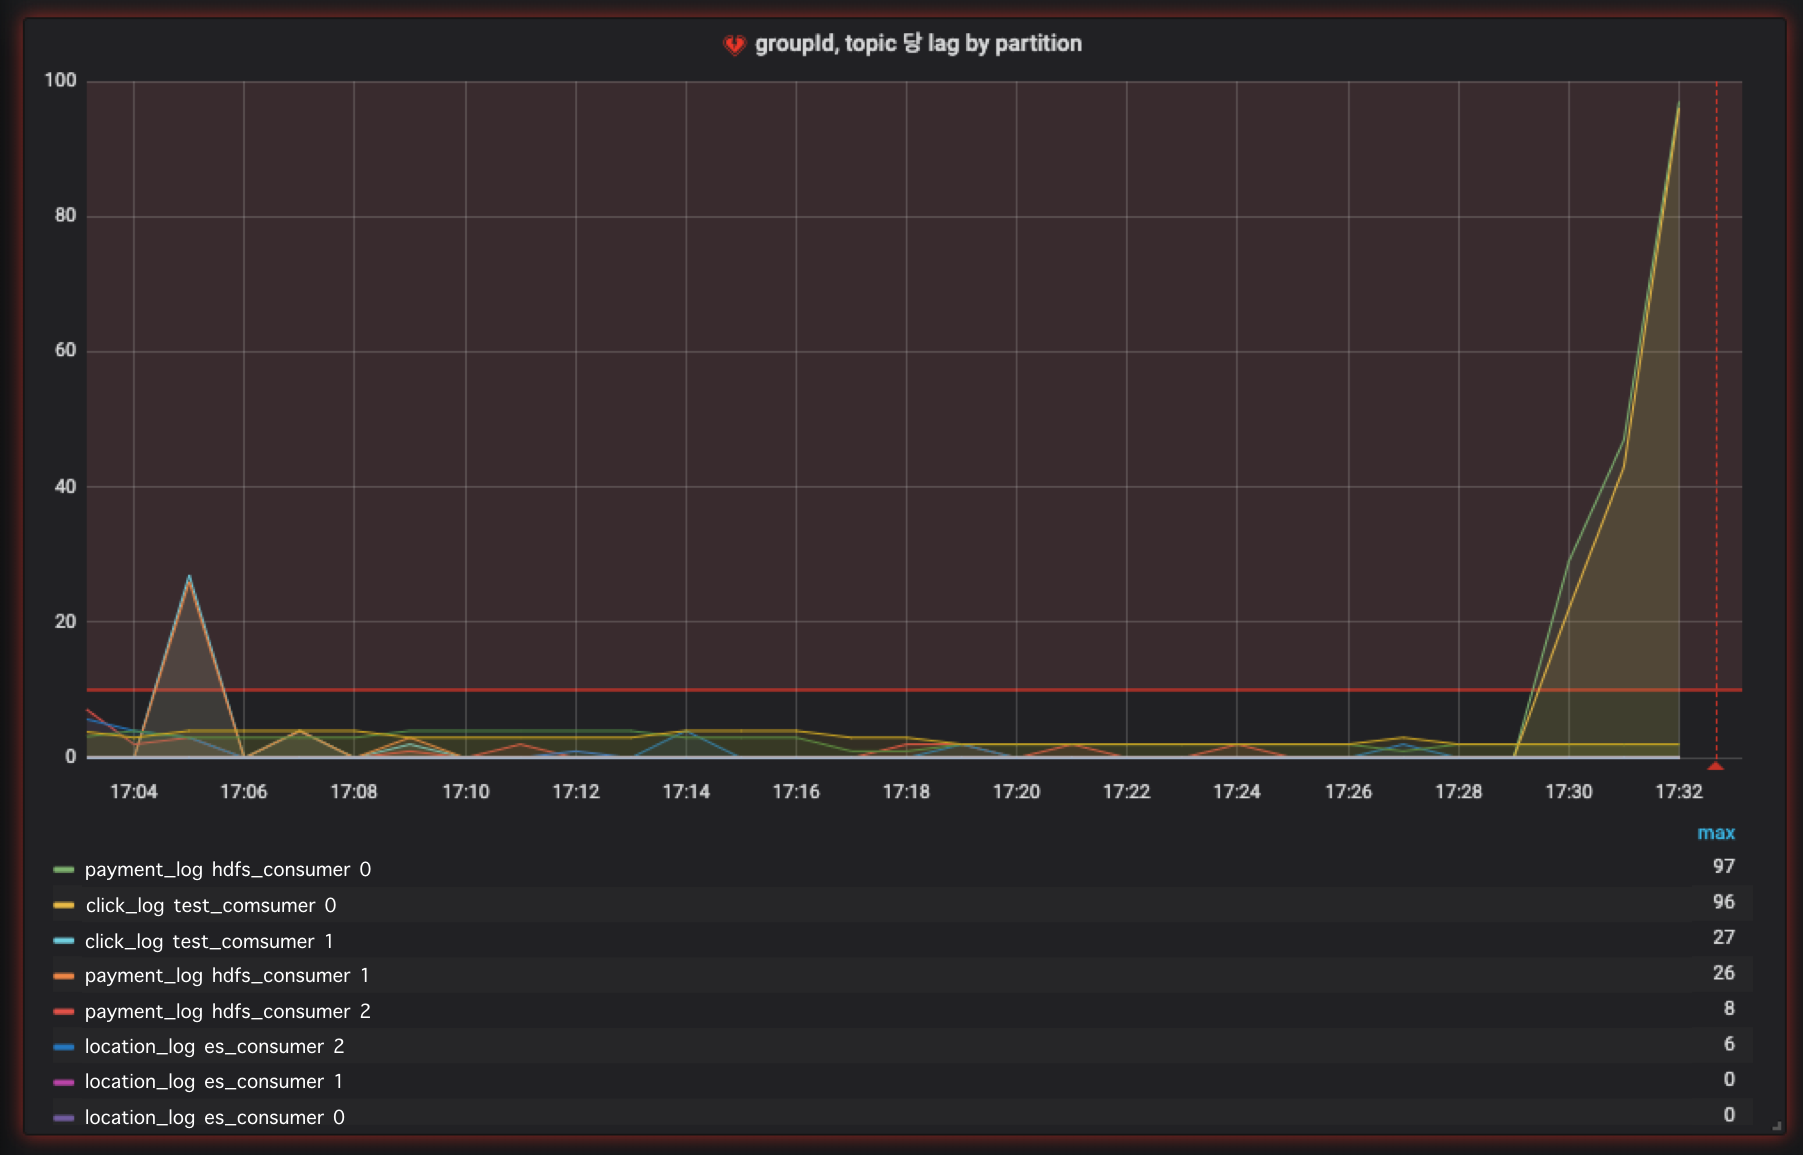 groupId, topic 당 lag by partition
100
80
60
40
20
0
17:04 17:06 17:08 17:10 17:12 17:14 17:16 17:18 17:20 17:22 17:24 17:26 17:28 17:30 17:32
max
payment_log hdfs_consumer 0 97
click_log test_comsumer 0 96
click_log test_comsumer 1 27
payment_log hdfs_consumer 1 26
payment_log hdfs_consumer 2 8
location_log es_consumer 2 6
location_log es_consumer 1 0
location_log es_consumer 0 0